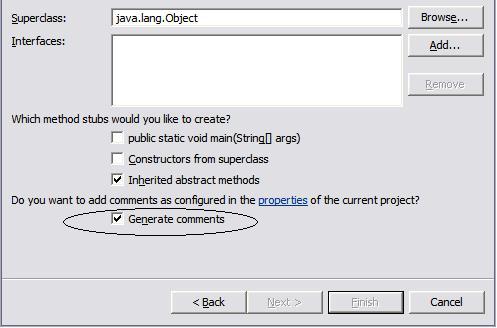 Superclass: java.lang.Object Browse...
Interfaces: Add...
Remove
Which method stubs would you like to create?
public static void main(String[] args)
Constructors from superclass
Inherited abstract methods
Do you want to add comments as configured in the properties of the current project?
Generate comments
< Back Next > Finish Cancel